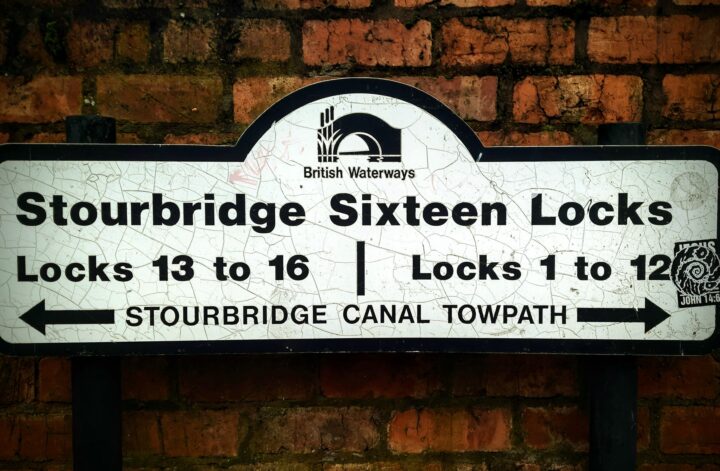 British Waterways
Stourbridge Sixteen Locks
Locks 13 to 16
Locks 1 to 12
STOURBRIDGE CANAL TOWPATH
JOHN 14:6